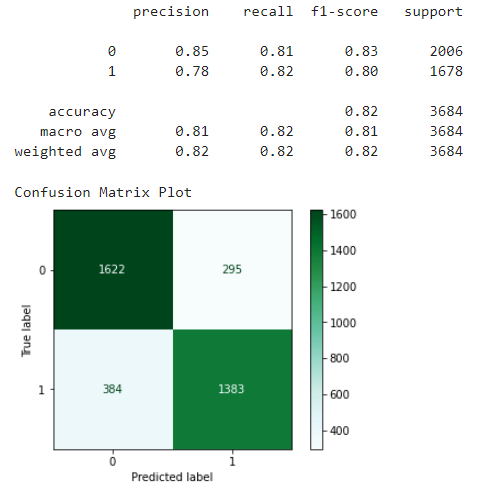 precision recall f1-score support
0 0.85 0.81 0.83 2006
1 0.78 0.82 0.80 1678
accuracy 0.82 3684
macro avg 0.81 0.82 0.81 3684
weighted avg 0.82 0.82 0.82 3684
Confusion Matrix Plot
1600
1400
1200
1000
800
600
400
True label
0
1
1622 295
384 1383
0 1
Predicted label